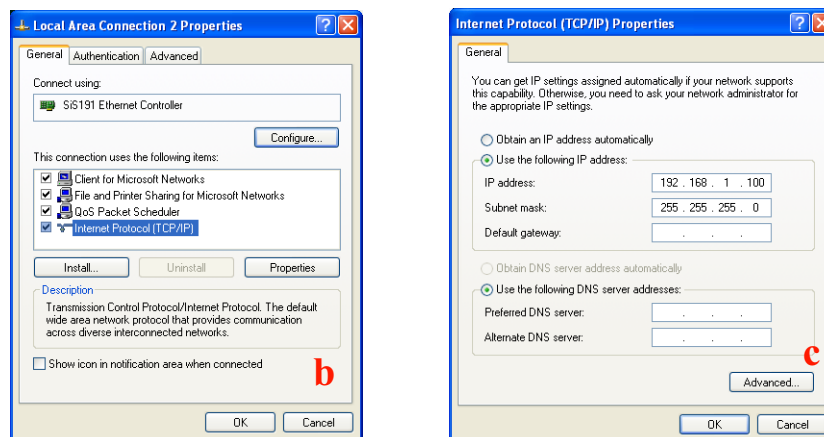 Local Area Connection 2 Properties
General Authentication Advanced
Connect using:
SiS191 Ethernet Controller
Configure...
This connection uses the following items:
Client for Microsoft Networks
File and Printer Sharing for Microsoft Networks
QoS Packet Scheduler
Internet Protocol (TCP/IP)
Install... Uninstall Properties
Description
Transmission Control Protocol/Internet Protocol. The default
wide area network protocol that provides communication
across diverse interconnected networks.
Show icon in notification area when connected
b
OK Cancel
Internet Protocol (TCP/IP) Properties
General
You can get IP settings assigned automatically if your network supports
this capability. Otherwise, you need to ask your network administrator for
the appropriate IP settings.
Obtain an IP address automatically
Use the following IP address:
IP address: 192 . 168 . 1 . 100
Subnet mask: 255 . 255 . 255 . 0
Default gateway: . . .
Obtain DNS server address automatically
Use the following DNS server addresses:
Preferred DNS server: . . .
Alternate DNS server: . . .
c
Advanced...
OK Cancel